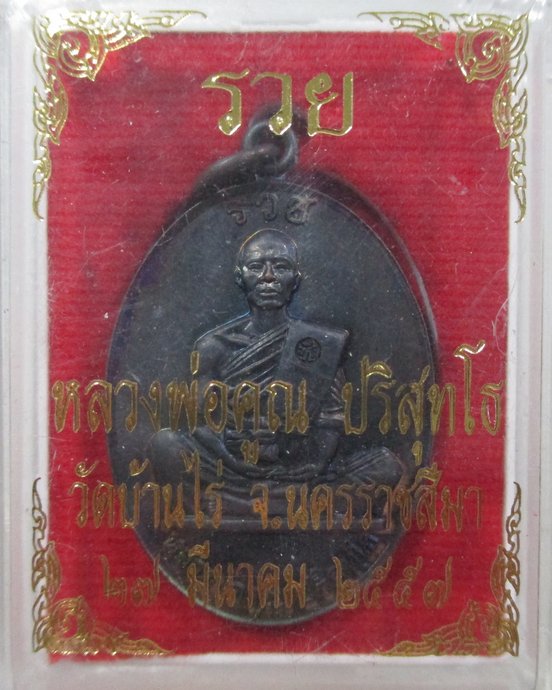 รวย
รวย
หลวงพ่อคูณ ปริสุทโธ
วัดบ้านไร่ จ.นครราชสีมา
๒๗ มีนาคม ๒๕๕๗